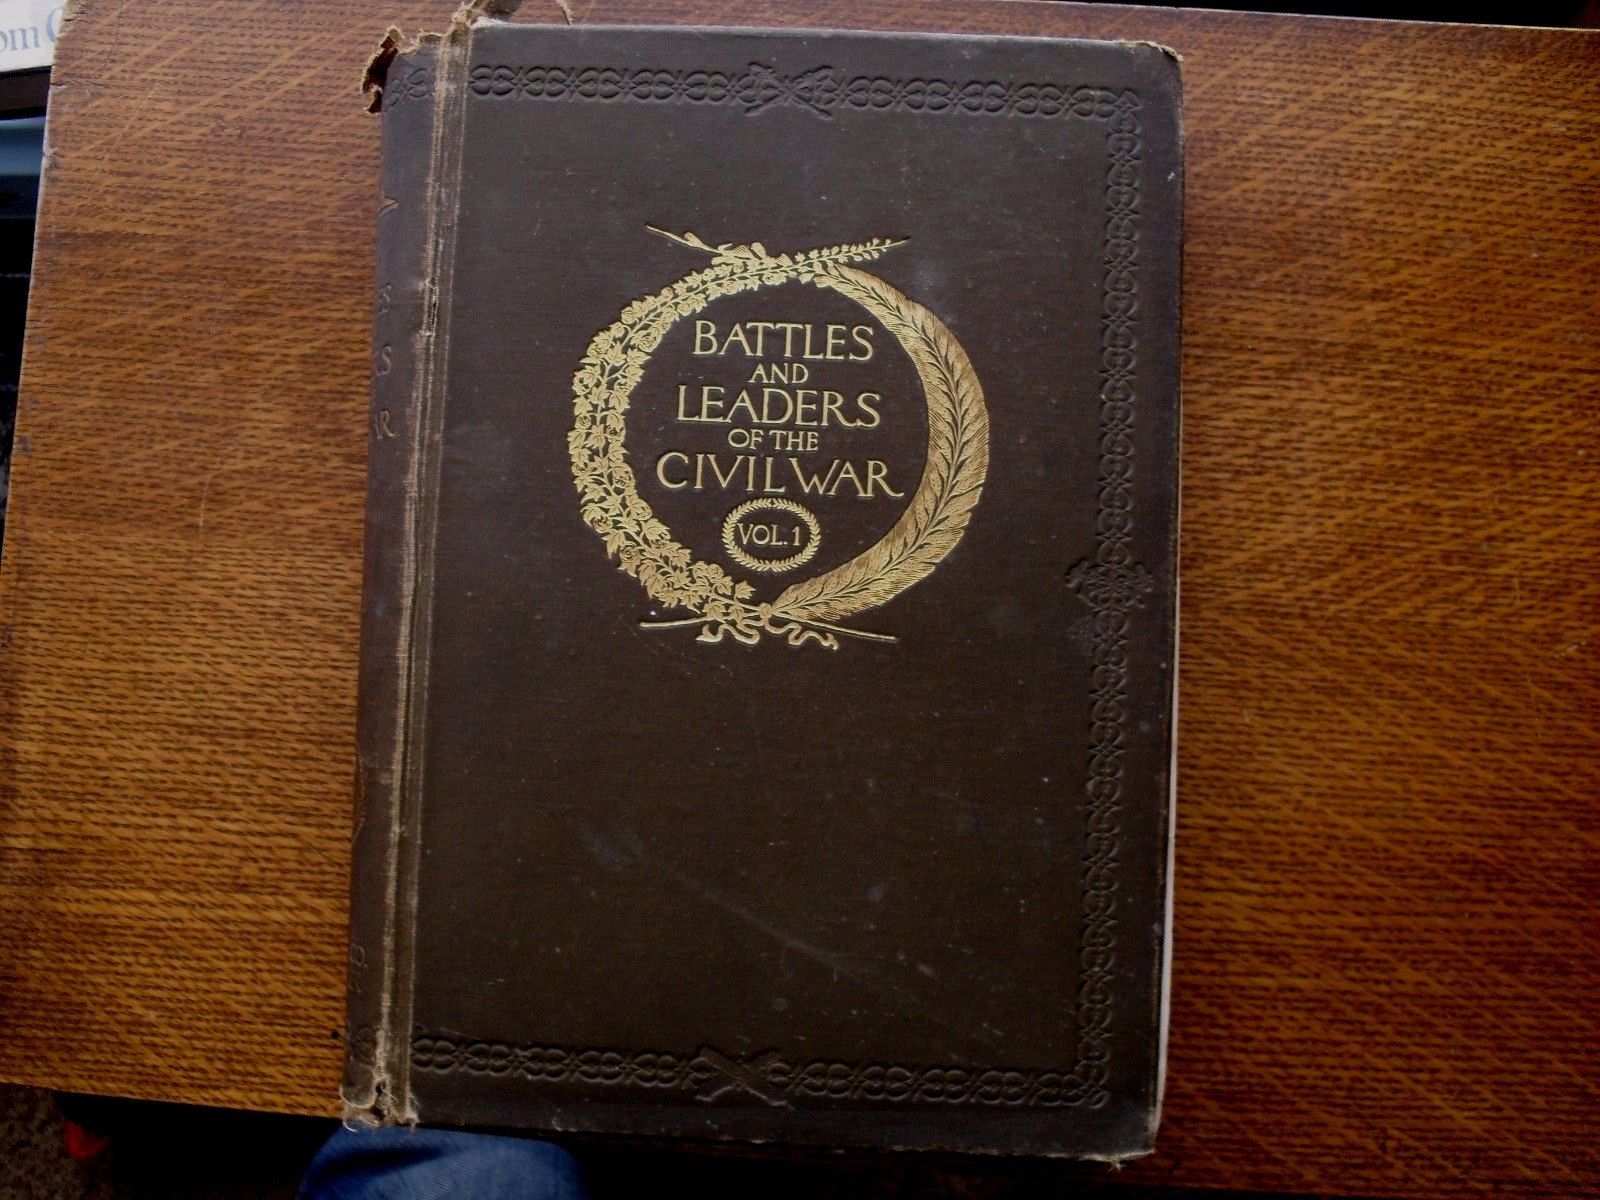 BATTLES
AND
LEADERS
OF THE
CIVIL WAR
VOL. 1